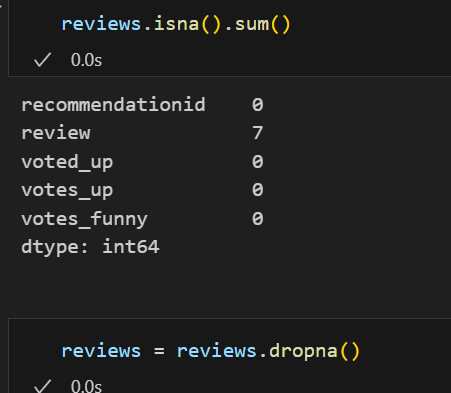 reviews.isna().sum()
0.0s
recommendationid 0
review 7
voted_up 0
votes_up 0
votes_funny 0
dtype: int64
reviews = reviews.dropna()
0.0s